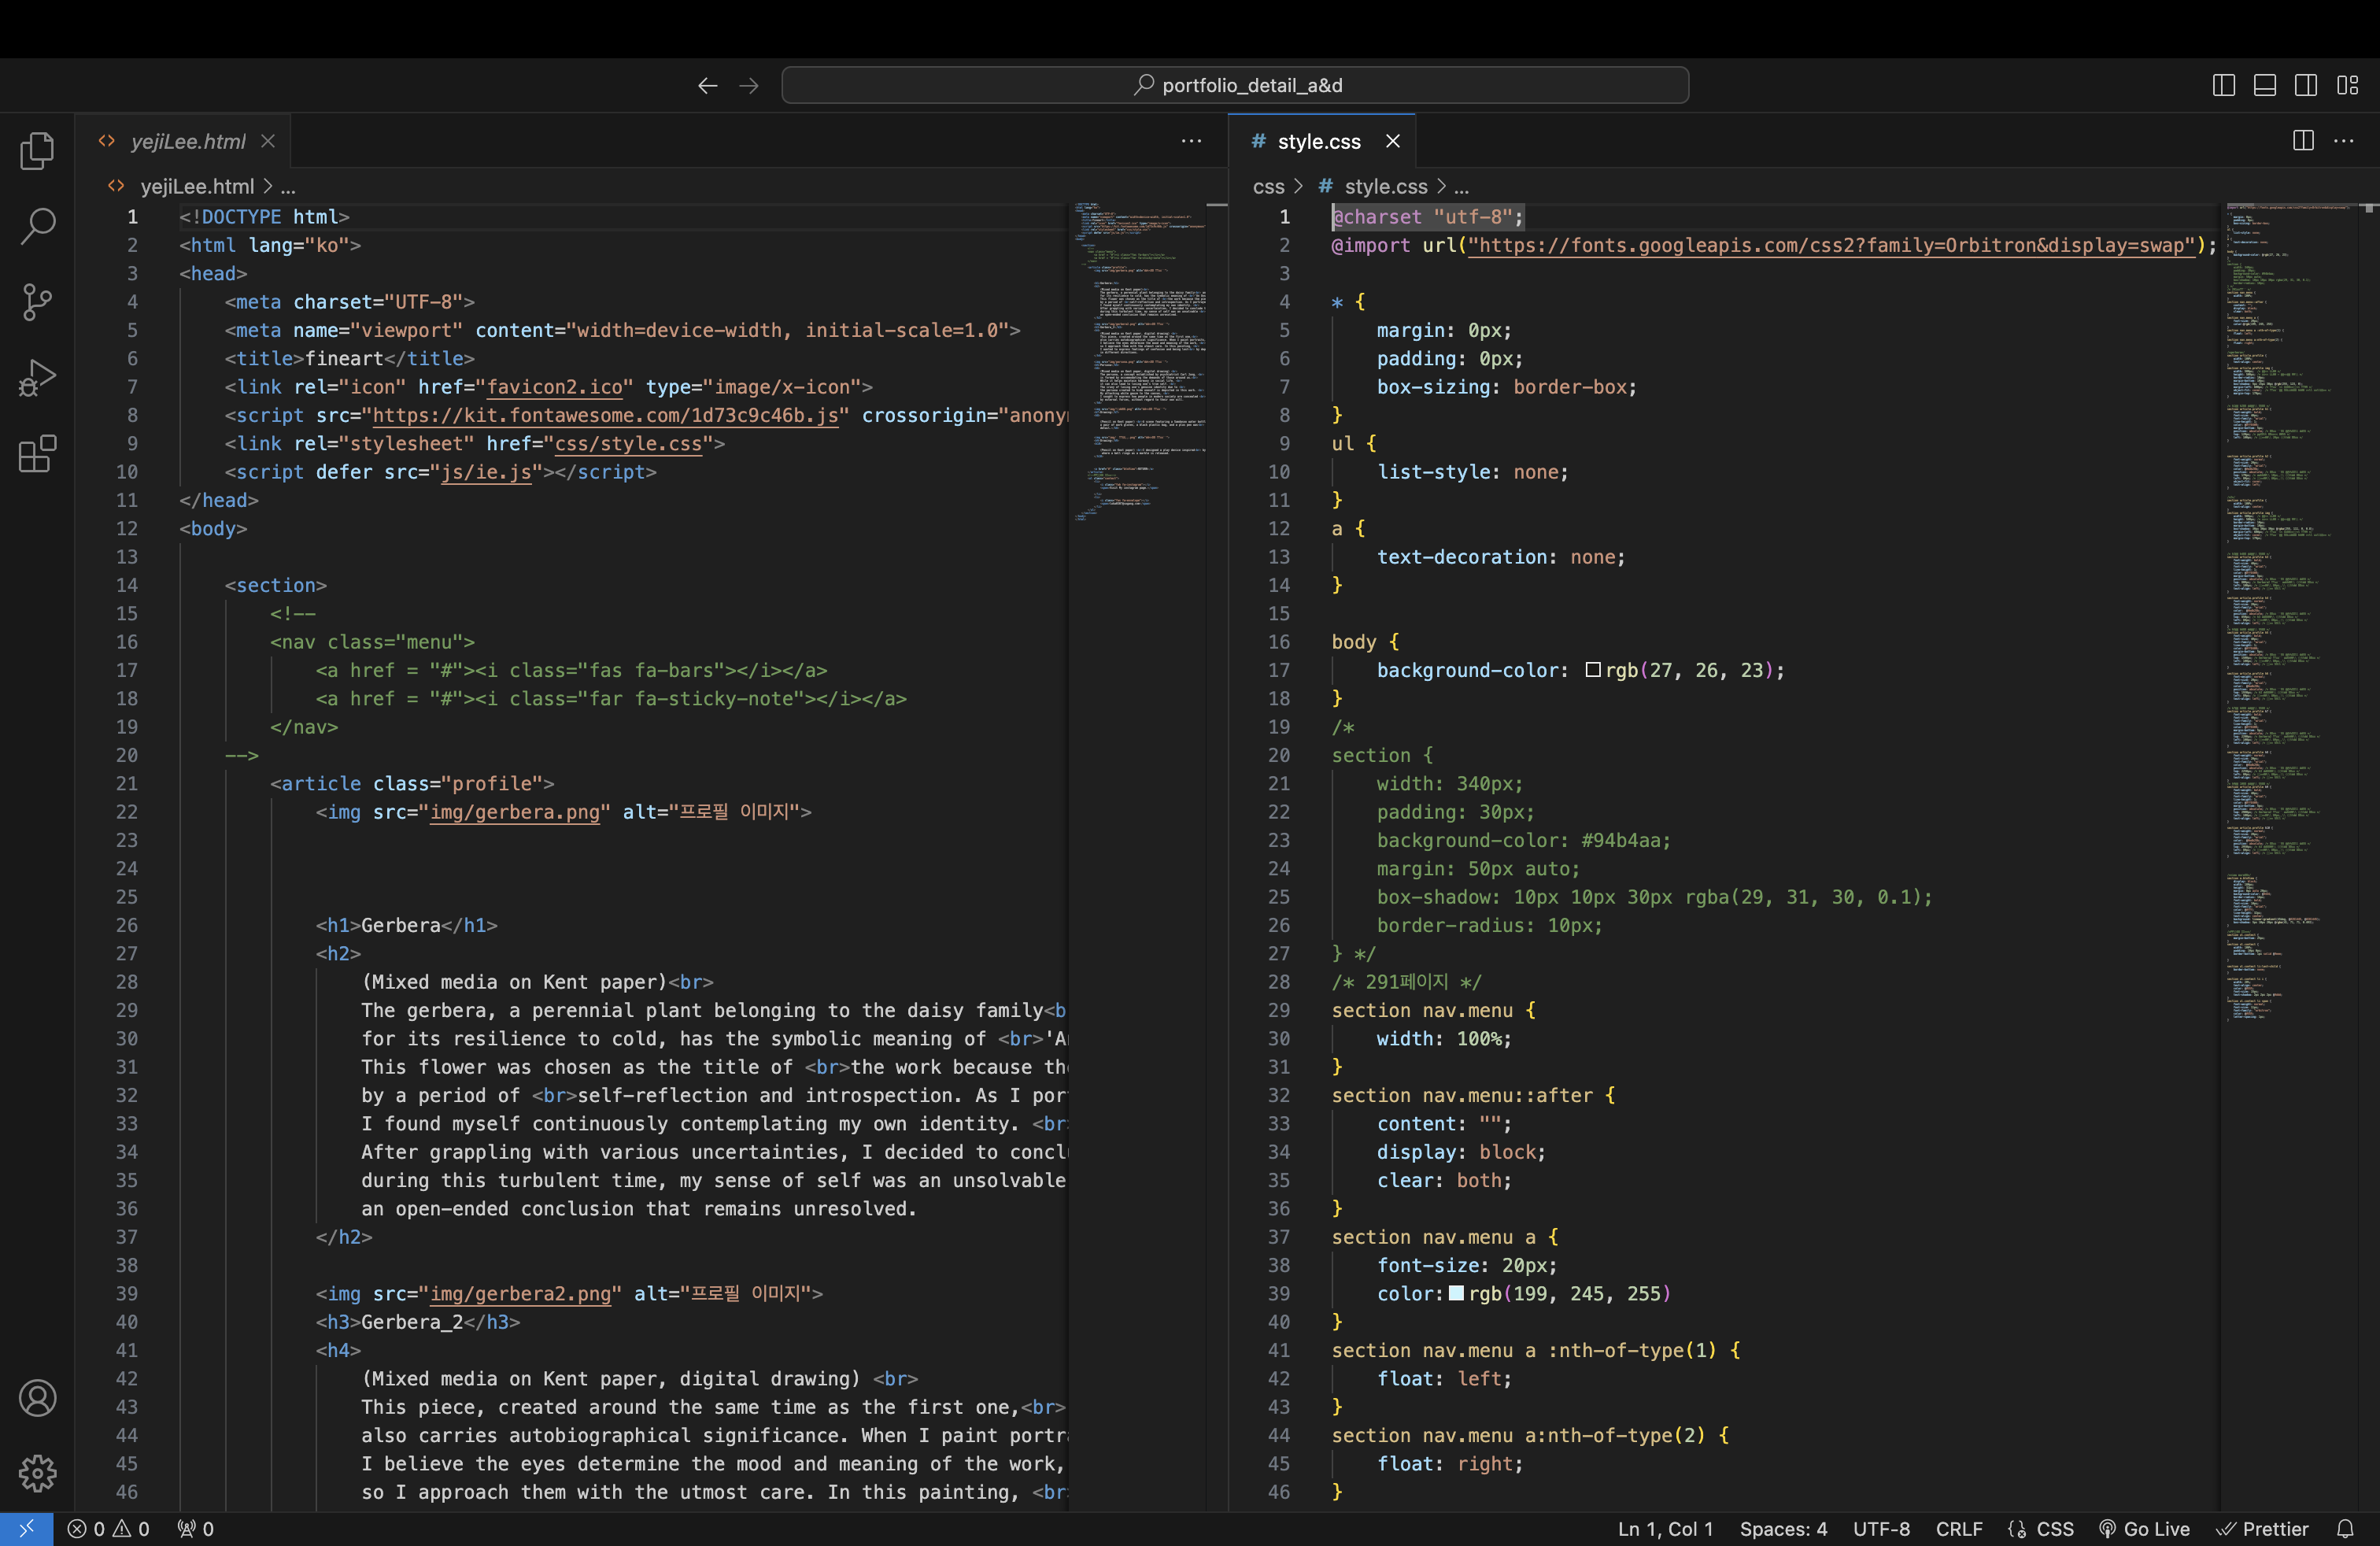 portfolio_detail_a&d
yejiLee.html
yejiLee.html > ...
1 <!DOCTYPE html>
2 <html lang="ko">
3 <head>
4 <meta charset="UTF-8">
5 <meta name="viewport" content="width=device-width, initial-scale=1.0">
6 <title>fineart</title>
7 <link rel="icon" href="favicon2.ico" type="image/x-icon">
8 <script src="https://kit.fontawesome.com/1d73c9c46b.js" crossorigin="anony
9 <link rel="stylesheet" href="css/style.css">
10 <script defer src="js/ie.js"></script>
11 </head>
12 <body>
13
14 <section>
15 <!--
16 <nav class="menu">
17 <a href = "#"><i class="fas fa-bars"></i></a>
18 <a href = "#"><i class="far fa-sticky-note"></i></a>
19 </nav>
20 -->
21 <article class="profile">
22 <img src="img/gerbera.png" alt="프로필 이미지">
23
24
25
26 <h1>Gerbera</h1>
27 <h2>
28 (Mixed media on Kent paper)<br>
29 The gerbera, a perennial plant belonging to the daisy family<b
30 for its resilience to cold, has the symbolic meaning of <br>'A
31 This flower was chosen as the title of <br>the work because th
32 by a period of <br>self-reflection and introspection. As I por
33 I found myself continuously contemplating my own identity. <br
34 After grappling with various uncertainties, I decided to concl
35 during this turbulent time, my sense of self was an unsolvable
36 an open-ended conclusion that remains unresolved.
37 </h2>
38
39 <img src="img/gerbera2.png" alt="프로필 이미지">
40 <h3>Gerbera_2</h3>
41 <h4>
42 (Mixed media on Kent paper, digital drawing) <br>
43 This piece, created around the same time as the first one,<br>
44 also carries autobiographical significance. When I paint portr
45 I believe the eyes determine the mood and meaning of the work,
46 so I approach them with the utmost care. In this painting, <br
# style.css
css > # style.css > ...
1 @charset "utf-8";
2 @import url("https://fonts.googleapis.com/css2?family=Orbitron&display=swap");
3
4 * {
5 margin: 0px;
6 padding: 0px;
7 box-sizing: border-box;
8 }
9 ul {
10 list-style: none;
11 }
12 a {
13 text-decoration: none;
14 }
15
16 body {
17 background-color: rgb(27, 26, 23);
18 }
19 /*
20 section {
21 width: 340px;
22 padding: 30px;
23 background-color: #94b4aa;
24 margin: 50px auto;
25 box-shadow: 10px 10px 30px rgba(29, 31, 30, 0.1);
26 border-radius: 10px;
27 } */
28 /* 291페이지 */
29 section nav.menu {
30 width: 100%;
31 }
32 section nav.menu::after {
33 content: "";
34 display: block;
35 clear: both;
36 }
37 section nav.menu a {
38 font-size: 20px;
39 color: rgb(199, 245, 255)
40 }
41 section nav.menu a :nth-of-type(1) {
42 float: left;
43 }
44 section nav.menu a:nth-of-type(2) {
45 float: right;
46 }
0 0 0
Ln 1, Col 1 Spaces: 4 UTF-8 CRLF CSS Go Live Prettier